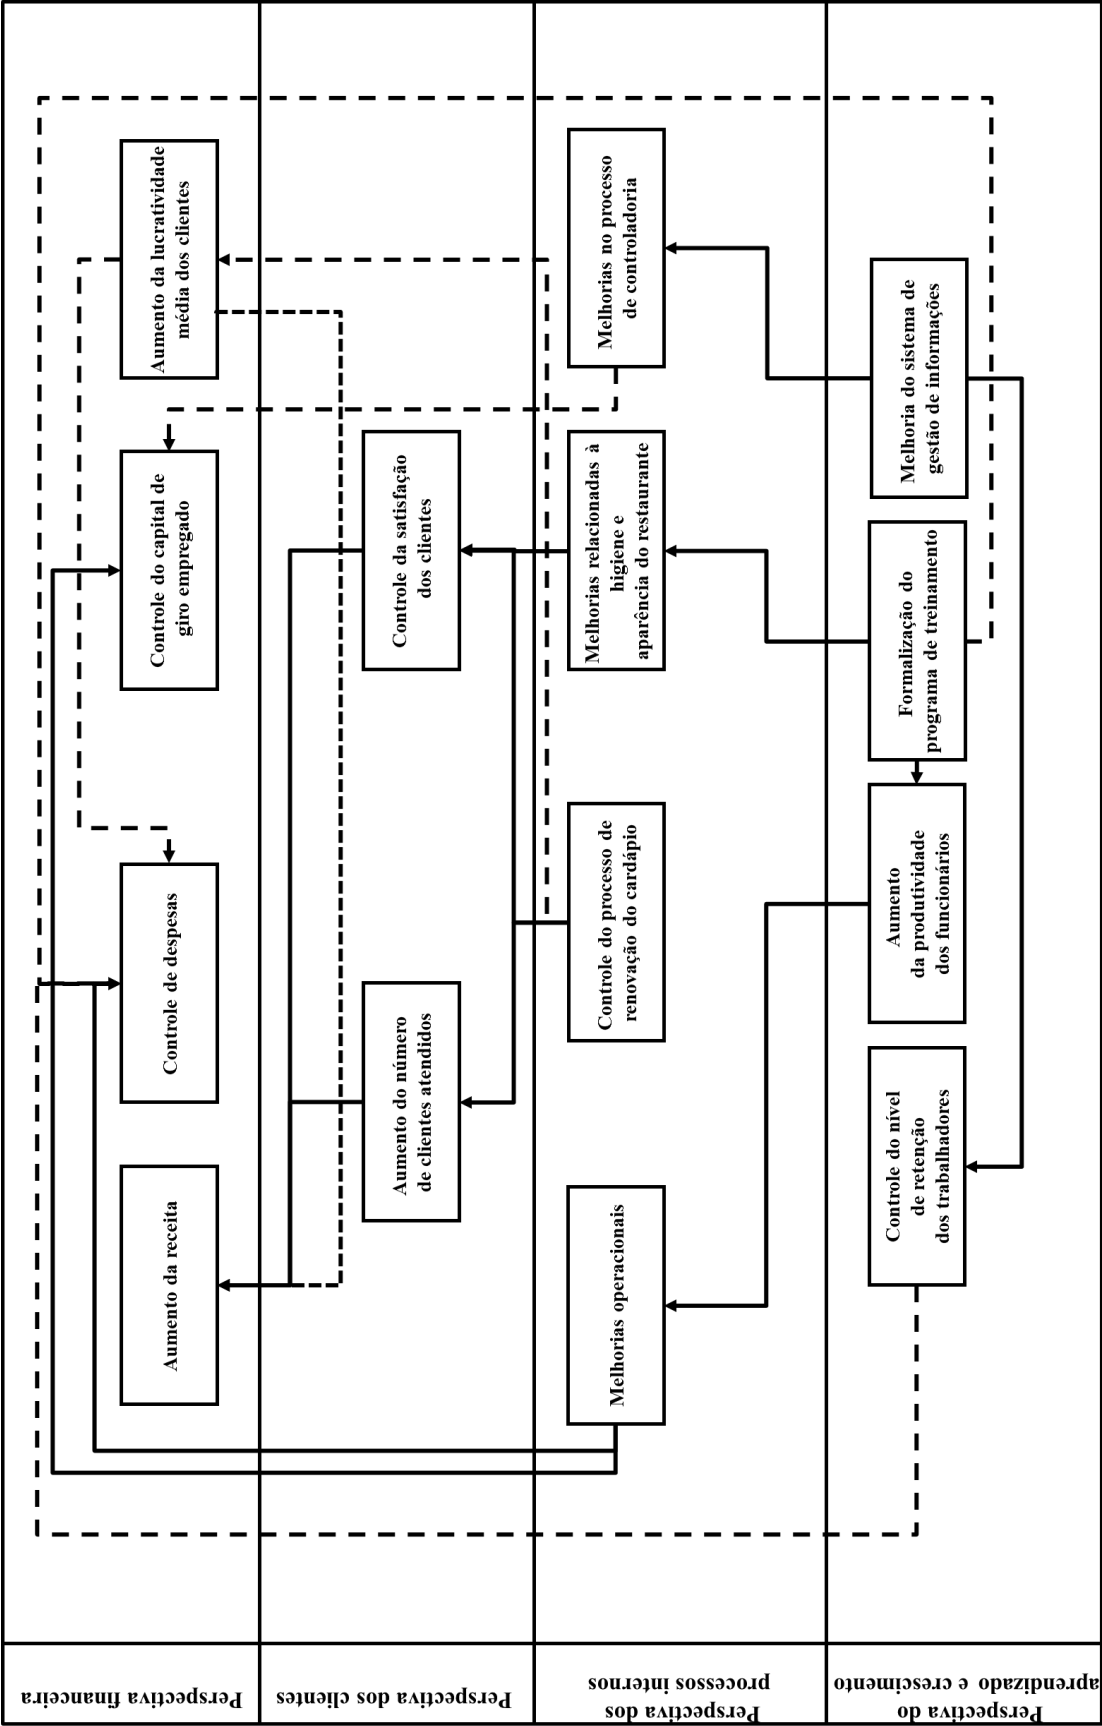 Perspectiva financeira
Aumento da receita
Controle de despesas
Controle do capital de
giro empregado
Aumento da lucratividade
média dos clientes
Perspectiva dos clientes
Aumento do número
de clientes atendidos
Controle da satisfação
dos clientes
Perspectiva dos
processos internos
Melhorias operacionais
Controle do processo de
renovação do cardápio
Melhorias relacionadas à
higiene e
aparência do restaurante
Melhorias no processo
de controladoria
Perspectiva do
aprendizado e crescimento
Controle do nível
de retenção
dos trabalhadores
Aumento
da produtividade
dos funcionários
Formalização do
programa de treinamento
Melhoria do sistema de
gestão de informações